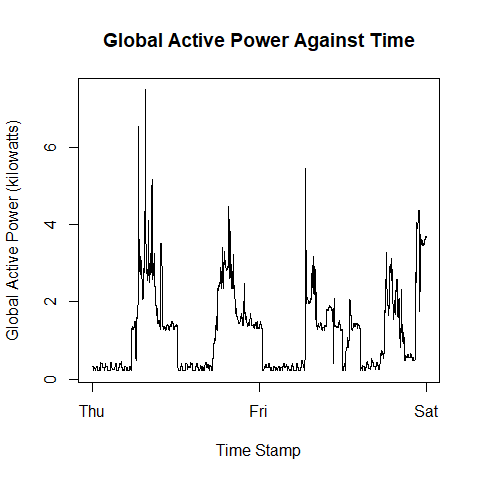 Global Active Power Against Time
Global Active Power (kilowatts)
6
4
2
0
Thu
Fri
Sat
Time Stamp